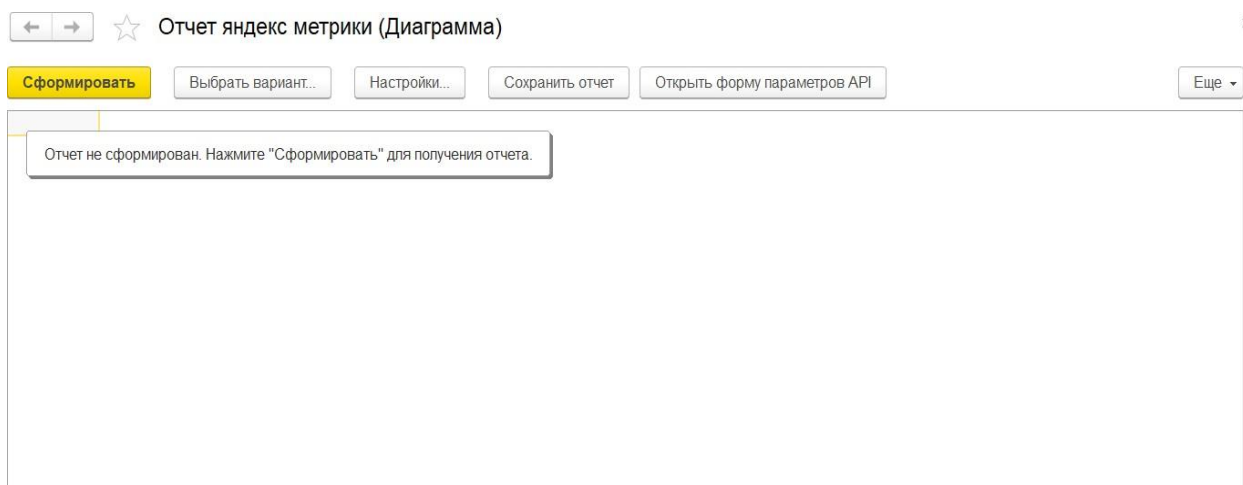 Отчет яндекс метрики (Диаграмма)
Сформировать Выбрать вариант... Настройки... Сохранить отчет Открыть форму параметров API Еще
Отчет не сформирован. Нажмите "Сформировать" для получения отчета.